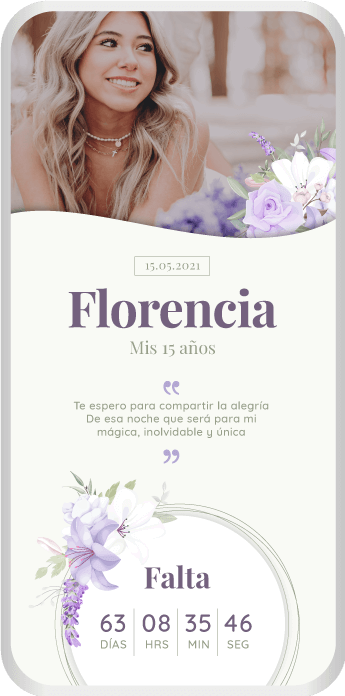 15.05.2021
Florencia
Mis 15 años
“
Te espero para compartir la alegría
De esa noche que será para mi
mágica, inolvidable y única
”
Falta
63 08 35 46
DÍAS HRS MIN SEG